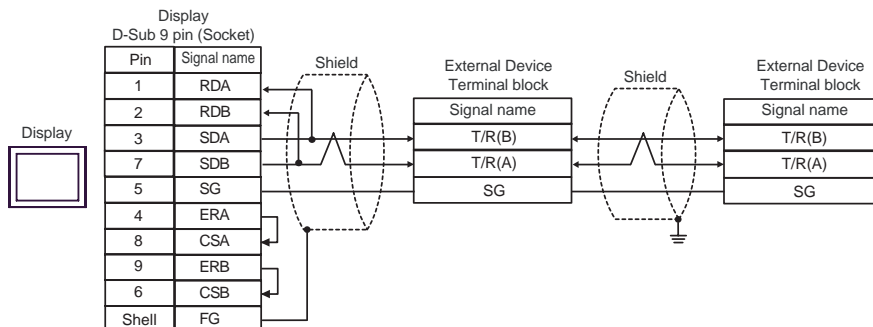 Display
D-Sub 9 pin (Socket)
Pin Signal name
1 RDA
2 RDB
3 SDA
7 SDB
5 SG
4 ERA
8 CSA
9 ERB
6 CSB
Shell FG
Display
Shield
External Device
Terminal block
Signal name
T/R(B)
T/R(A)
SG
Shield
External Device
Terminal block
Signal name
T/R(B)
T/R(A)
SG